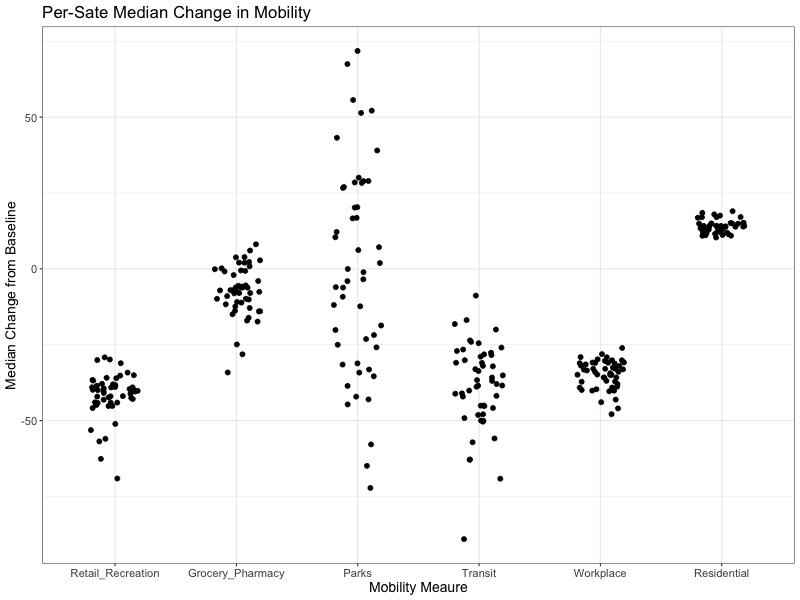 Per-Sate Median Change in Mobility
Median Change from Baseline
50
0
-50
Retail_Recreation
Grocery_Pharmacy
Parks
Transit
Workplace
Residential
Mobility Meaure